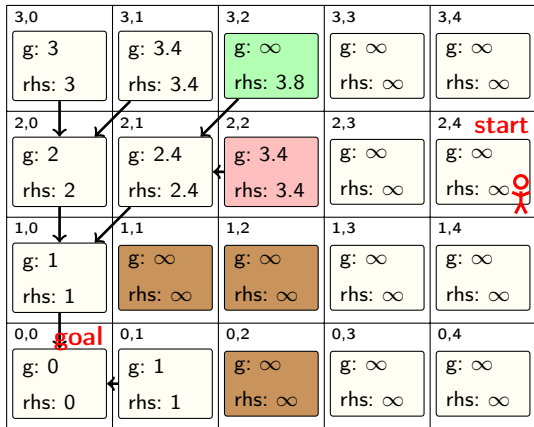 3,0 3,1 3,2 3,3 3,4
g: 3 g: 3.4 g: ∞ g: ∞ g: ∞
rhs: 3 rhs: 3.4 rhs: 3.8 rhs: ∞ rhs: ∞
2,0 2,1 2,2 2,3 2,4 start
g: 2 g: 2.4 g: 3.4 g: ∞ g: ∞
rhs: 2 rhs: 2.4 rhs: 3.4 rhs: ∞ rhs: ∞
1,0 1,1 1,2 1,3 1,4
g: 1 g: ∞ g: ∞ g: ∞ g: ∞
rhs: 1 rhs: ∞ rhs: ∞ rhs: ∞ rhs: ∞
0,0 goal 0,1 0,2 0,3 0,4
g: 0 g: 1 g: ∞ g: ∞ g: ∞
rhs: 0 rhs: 1 rhs: ∞ rhs: ∞ rhs: ∞